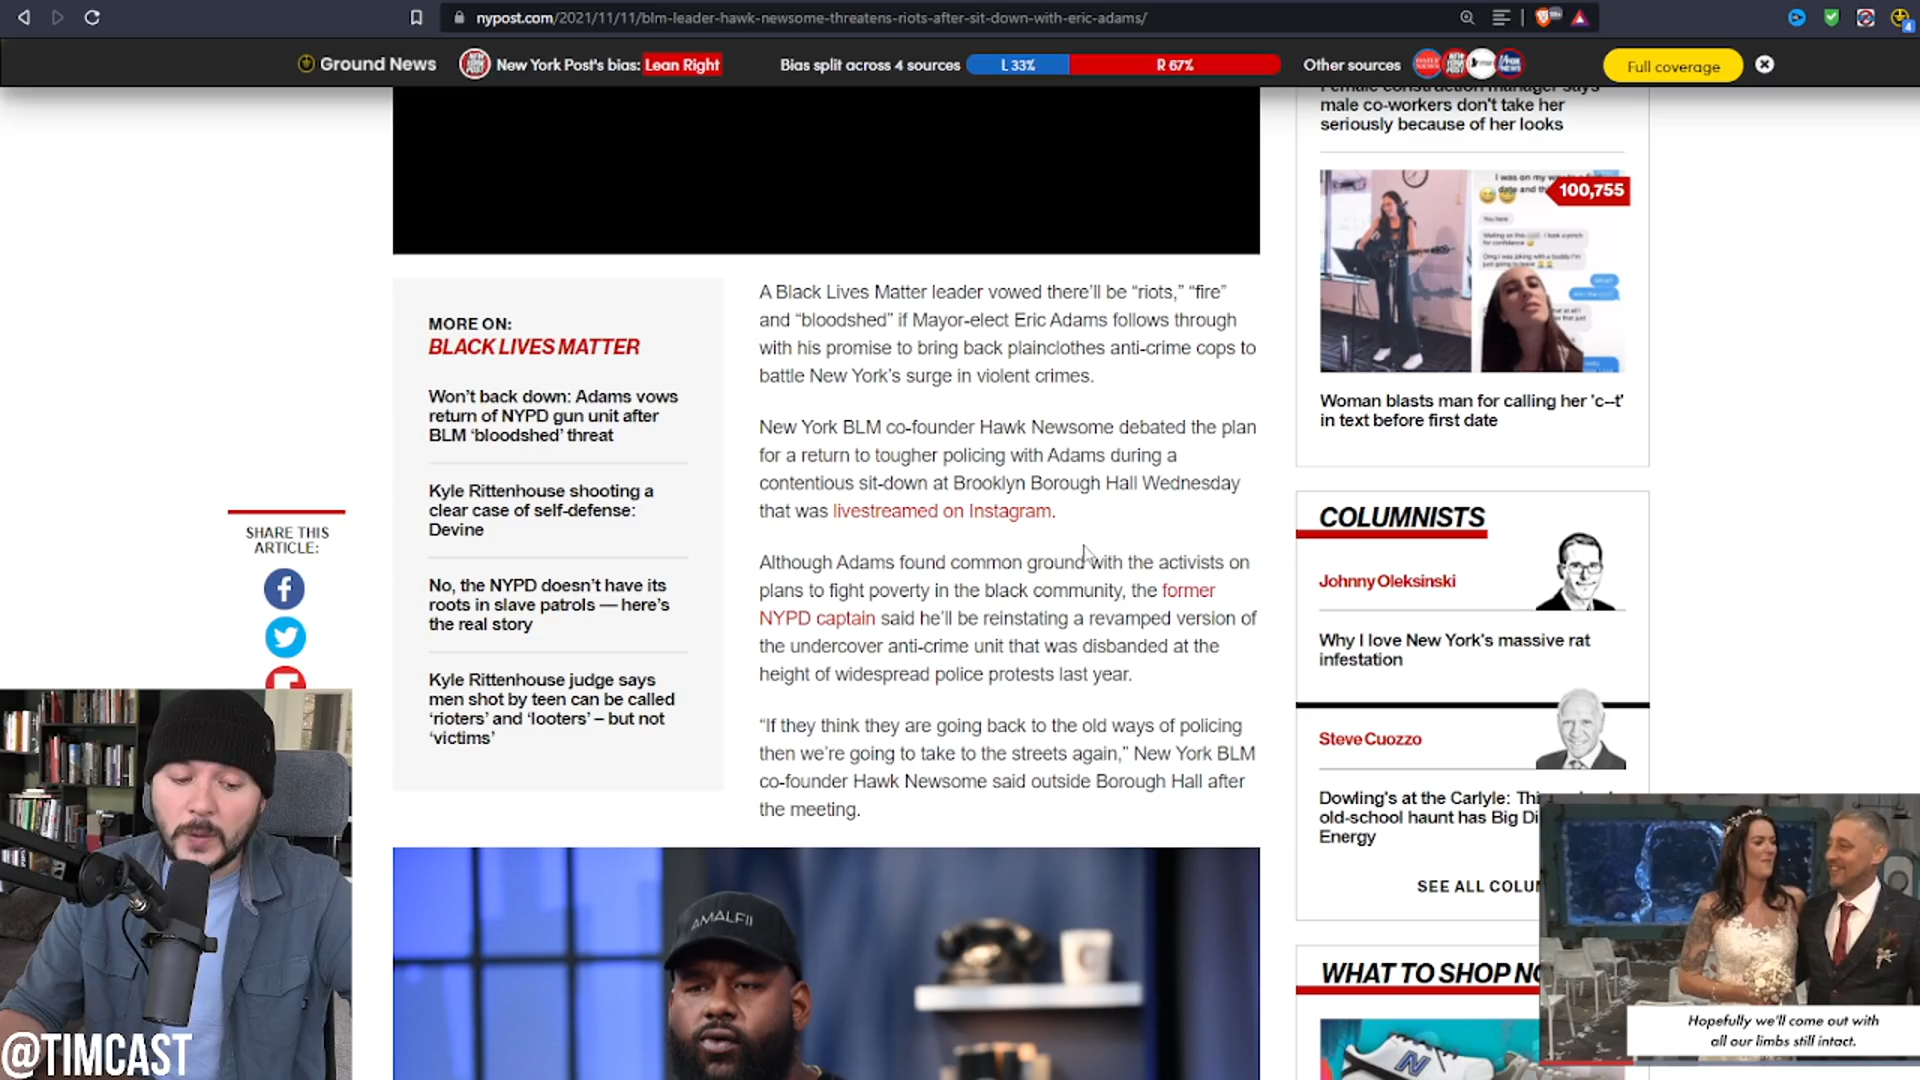 nypost.com/2021/11/11/blm-leader-hawk-newsome-threatens-riots-after-sit-down-with-eric-adams/
Ground News
New York Post's bias: Lean Right
Bias split across 4 sources
L 33%
R 67%
Other sources
Full coverage
Female construction manager says
male co-workers don't take her
seriously because of her looks
100,755
Woman blasts man for calling her 'c--t'
in text before first date
MORE ON:
BLACK LIVES MATTER
Won't back down: Adams vows
return of NYPD gun unit after
BLM 'bloodshed' threat
Kyle Rittenhouse shooting a
clear case of self-defense:
Devine
No, the NYPD doesn't have its
roots in slave patrols — here's
the real story
Kyle Rittenhouse judge says
men shot by teen can be called
'rioters' and 'looters' – but not
'victims'
SHARE THIS
ARTICLE:
A Black Lives Matter leader vowed there'll be “riots,” “fire”
and “bloodshed” if Mayor-elect Eric Adams follows through
with his promise to bring back plainclothes anti-crime cops to
battle New York's surge in violent crimes.
New York BLM co-founder Hawk Newsome debated the plan
for a return to tougher policing with Adams during a
contentious sit-down at Brooklyn Borough Hall Wednesday
that was livestreamed on Instagram.
Although Adams found common ground with the activists on
plans to fight poverty in the black community, the former
NYPD captain said he'll be reinstating a revamped version of
the undercover anti-crime unit that was disbanded at the
height of widespread police protests last year.
“If they think they are going back to the old ways of policing
then we're going to take to the streets again,” New York BLM
co-founder Hawk Newsome said outside Borough Hall after
the meeting.
AMALFII
COLUMNISTS
Johnny Oleksinski
Why I love New York's massive rat
infestation
Steve Cuozzo
Dowling's at the Carlyle: Thi
old-school haunt has Big Di
Energy
SEE ALL COLU
WHAT TO SHOP NO
N
Hopefully we'll come out with
all our limbs still intact.
@TIMCAST